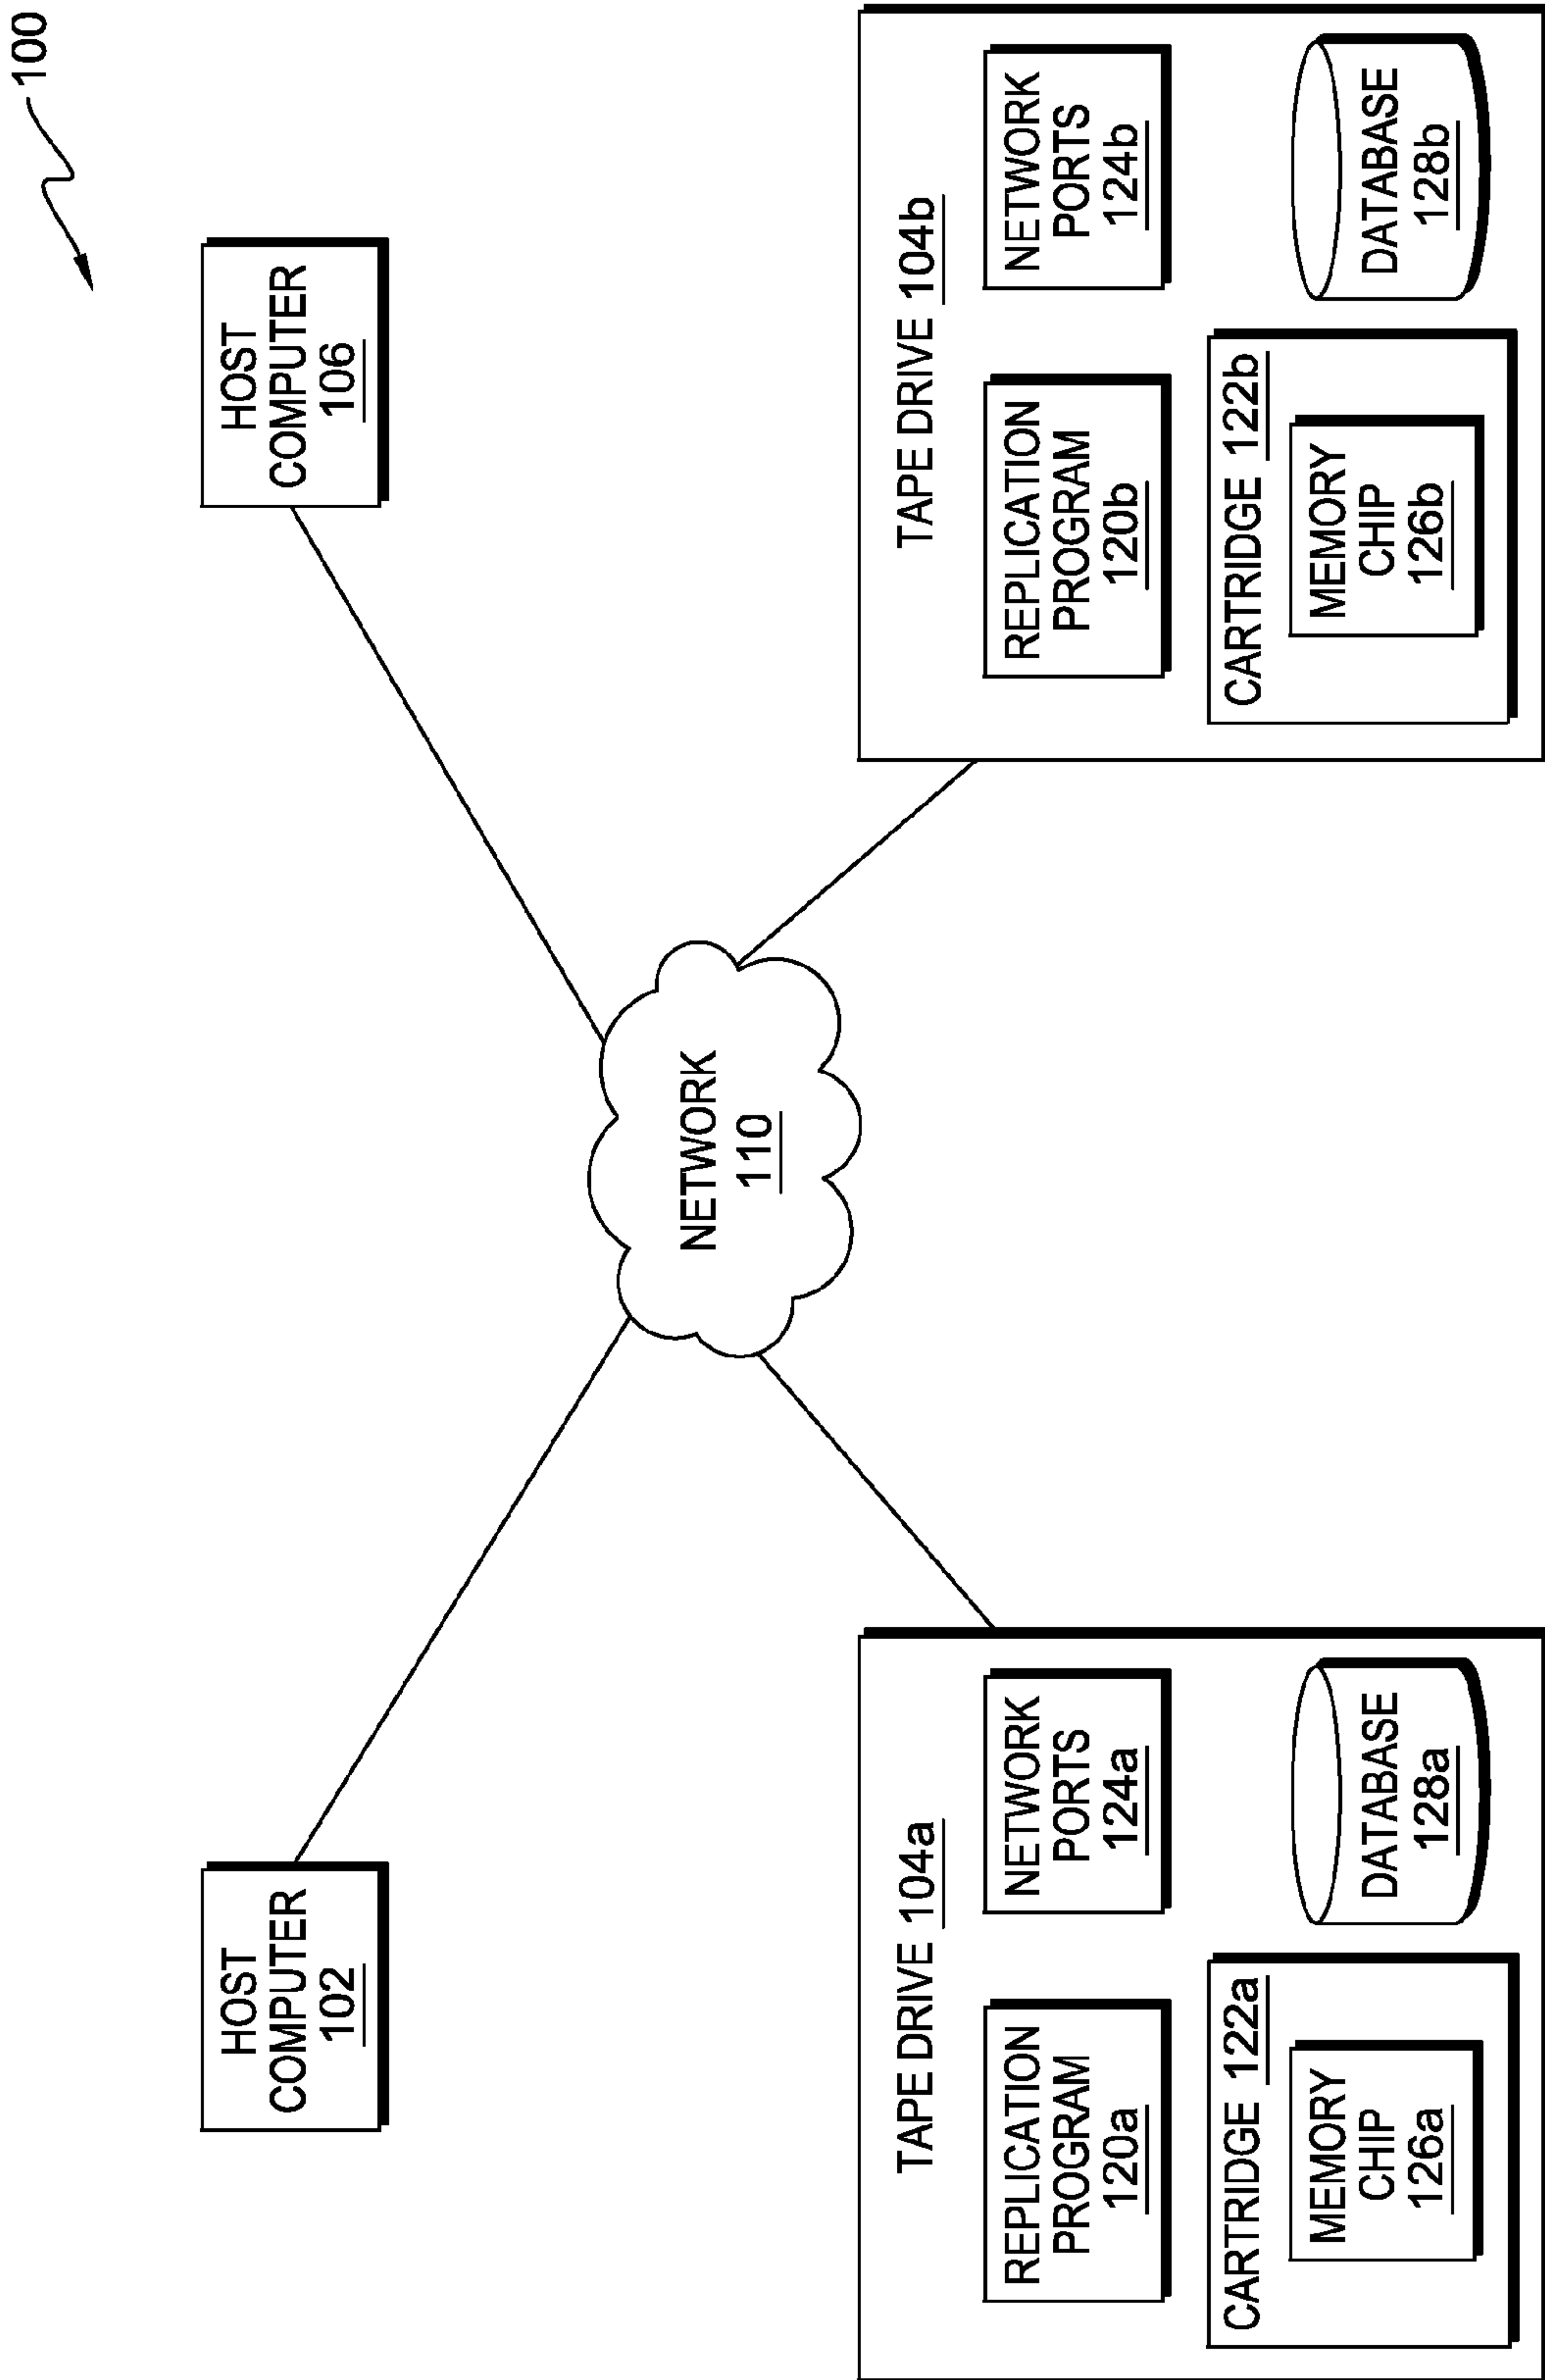 100
HOST
COMPUTER
102
HOST
COMPUTER
106
NETWORK
110
TAPE DRIVE 104a
REPLICATION
PROGRAM
120a
NETWORK
PORTS
124a
CARTRIDGE 122a
MEMORY
CHIP
126a
DATABASE
128a
TAPE DRIVE 104b
REPLICATION
PROGRAM
120b
NETWORK
PORTS
124b
CARTRIDGE 122b
MEMORY
CHIP
126b
DATABASE
128b